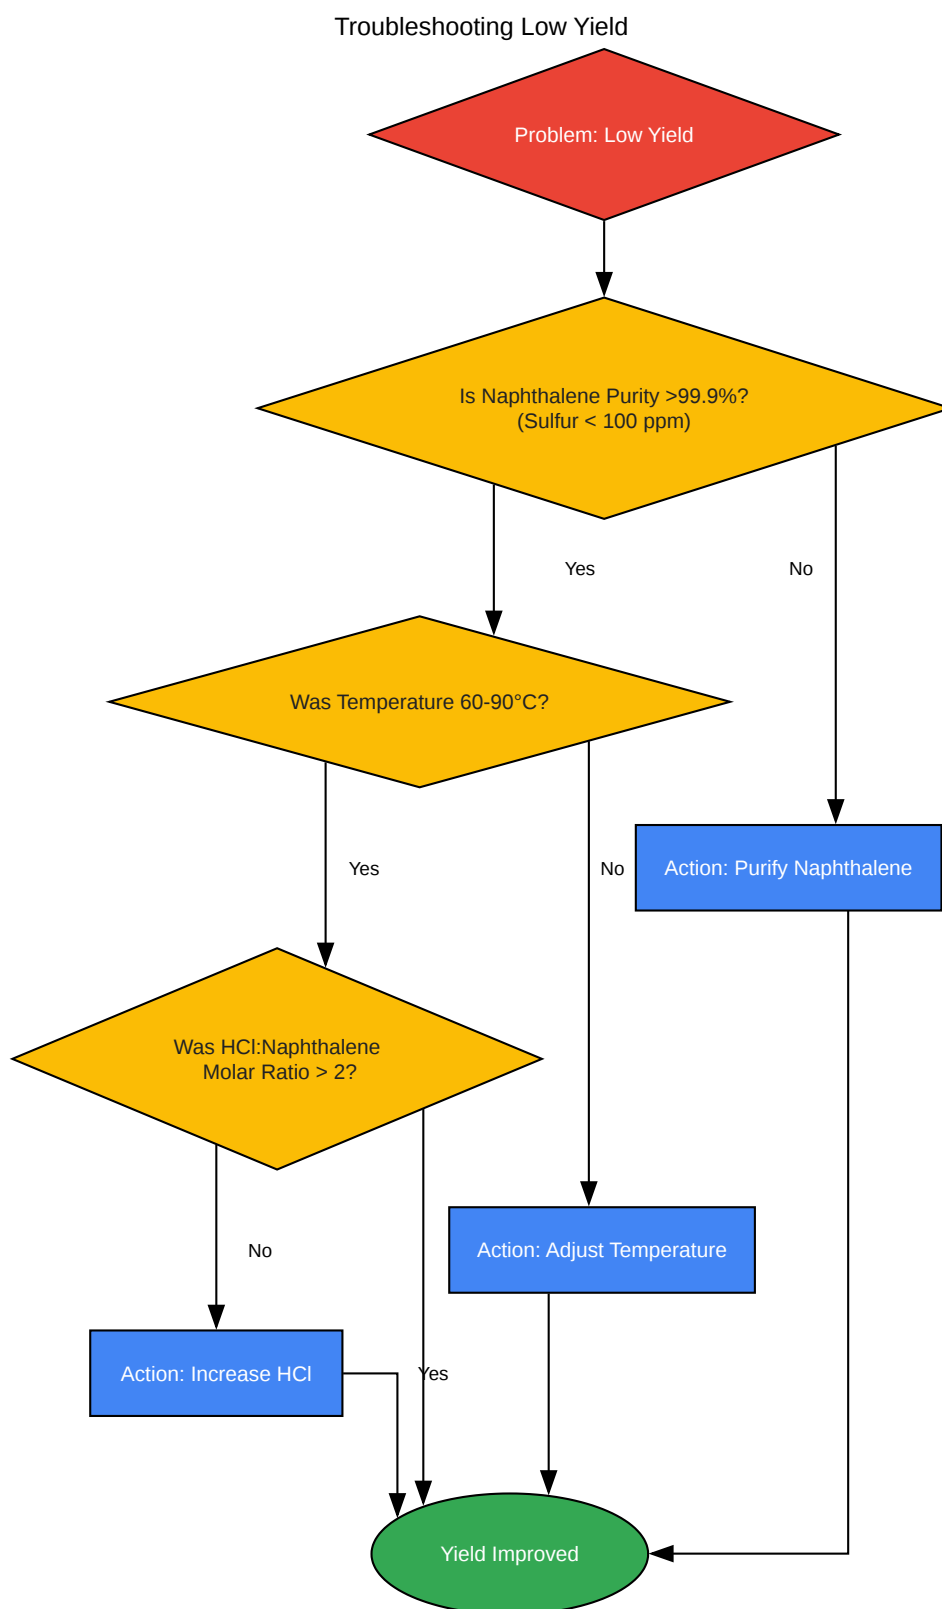 Troubleshooting Low Yield
Problem: Low Yield
Is Naphthalene Purity >99.9%?
(Sulfur < 100 ppm)
Yes
No
Was Temperature 60-90°C?
Yes
No
Action: Purify Naphthalene
Was HCl:Naphthalene
Molar Ratio > 2?
No
Action: Adjust Temperature
Action: Increase HCl
Yes
Yield Improved